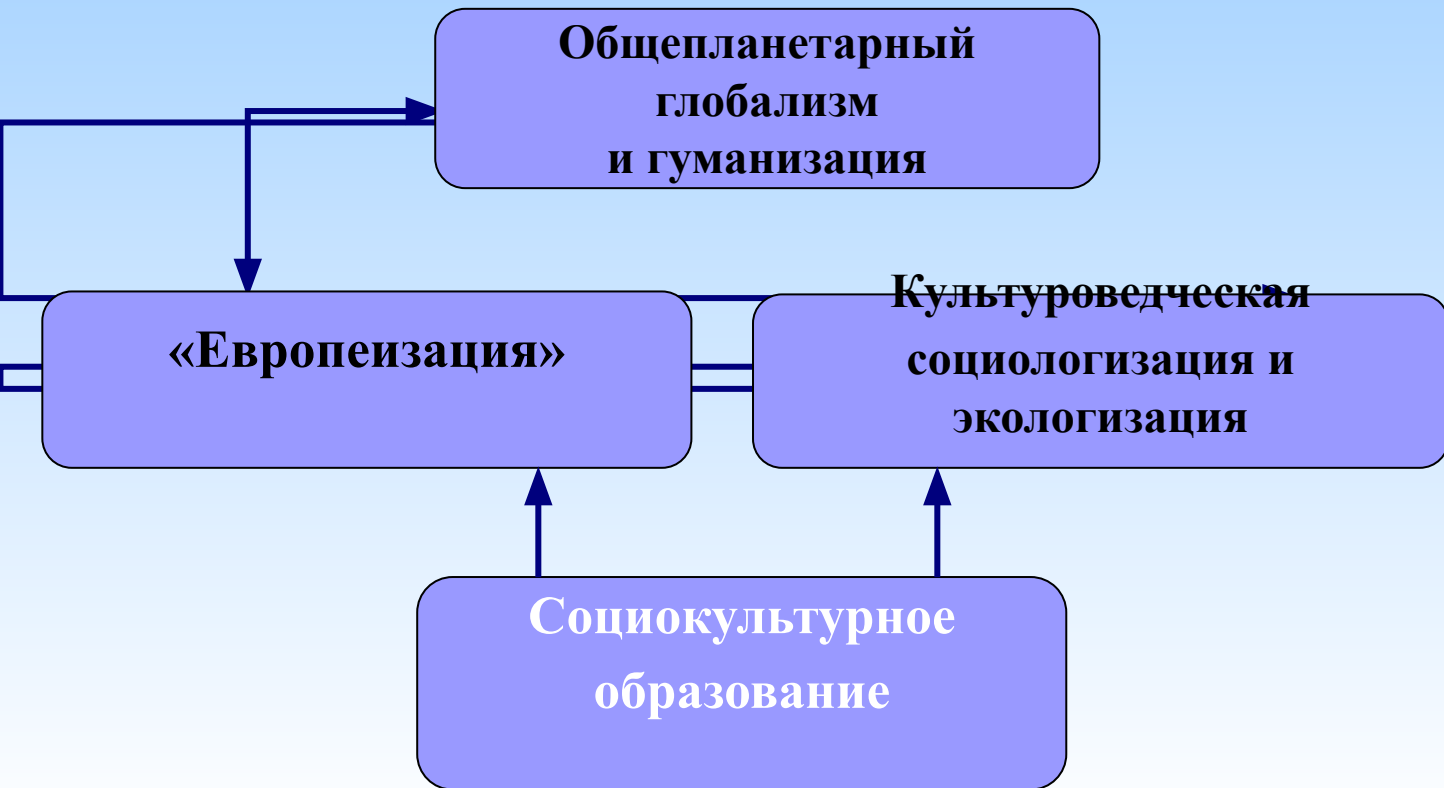 Общепланетарный
глобализм
и гуманизация
«Европеизация»
Культуроведческая
социологизация и
экологизация
Социокультурное
образование